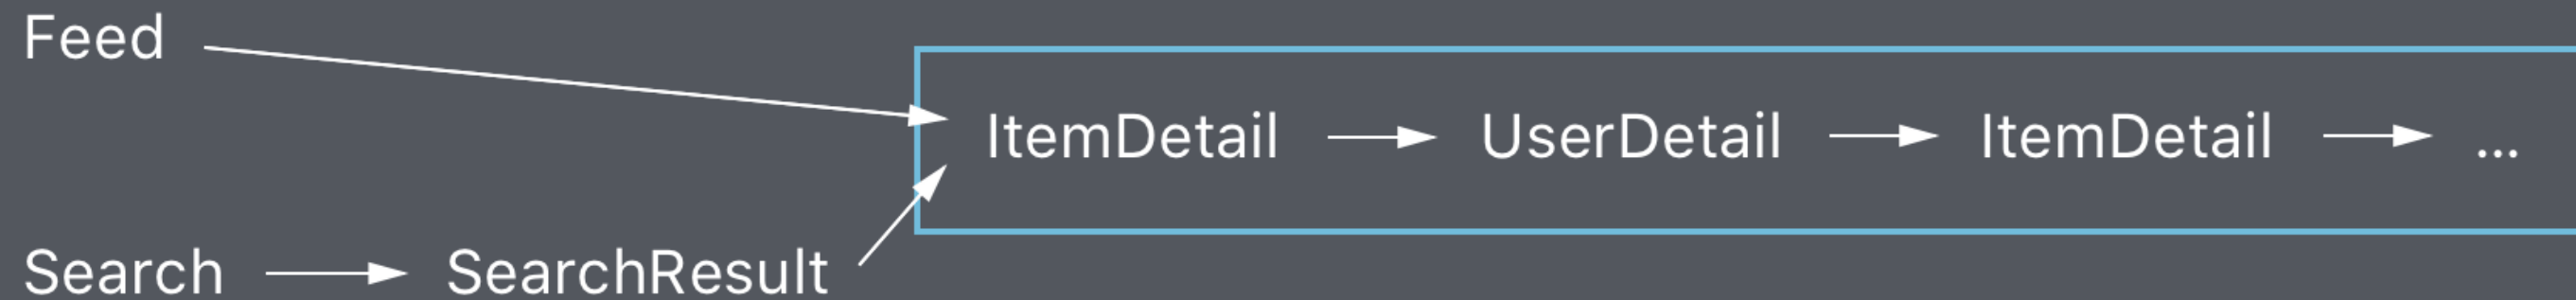 Feed
ItemDetail UserDetail ItemDetail ...
Search SearchResult